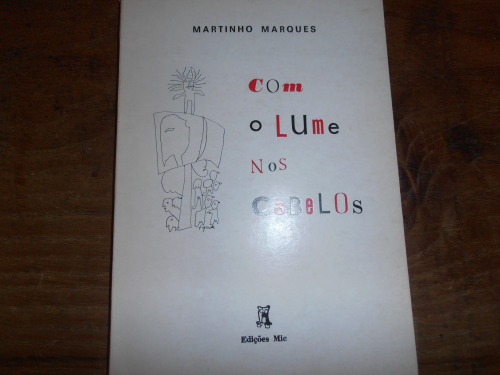 MARTINHO MARQUES
Com
o LUme
NoS
CABeLOs
Edições Mic